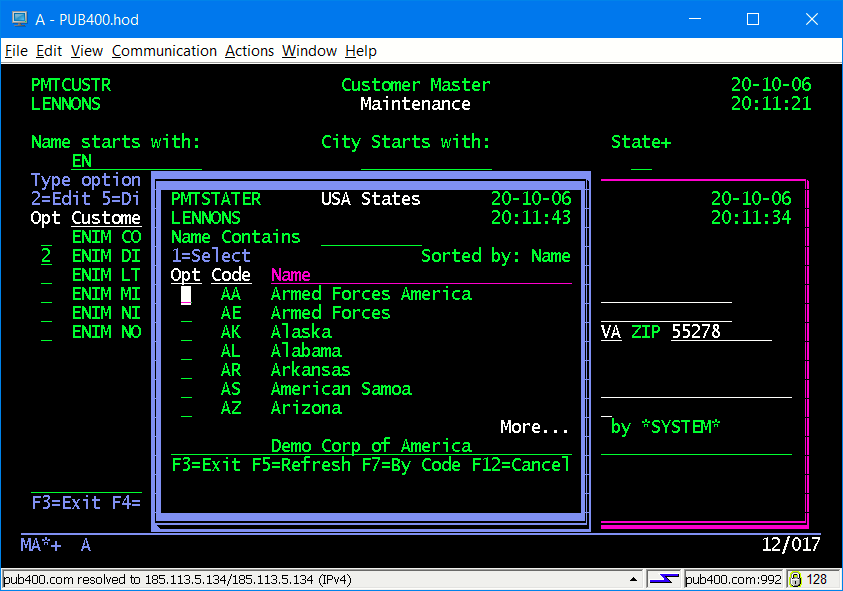 A - PUB400.hod
File Edit View Communication Actions Window Help
PMTCUSTR Customer Master 20-10-06
LENNONS Maintenance 20:11:21
Name starts with: City Starts with: State+
EN
Type option
2=Edit 5=Di PMTSTATER USA States 20-10-06 20-10-06
Opt Custome LENNONS 20:11:43 20:11:34
ENIM CO Name Contains
2 ENIM DI 1=Select Sorted by: Name
ENIM LT Opt Code Name
ENIM MI AA Armed Forces America
ENIM NI AE Armed Forces
ENIM NO AK Alaska VA ZIP 55278
AL Alabama
AR Arkansas
AS American Samoa
AZ Arizona
More... by *SYSTEM*
Demo Corp of America
F3=Exit F5=Refresh F7=By Code F12=Cancel
F3=Exit F4=
MA*+ A 12/017
pub400.com resolved to 185.113.5.134/185.113.5.134 (IPv4) pub400.com:992 128